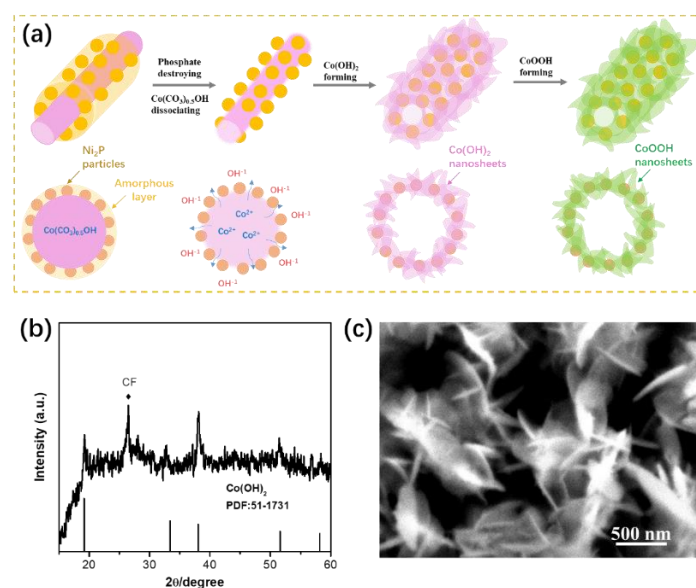 (a)
Phosphate
destroying
Co(CO₃)₀.₅OH
dissociating
Co(OH)₂
forming
CoOOH
forming
Ni₂P
particles
Amorphous
layer
Co(CO₃)₀.₅OH
OH⁻¹
OH⁻¹
OH⁻¹
OH⁻¹
OH⁻¹
OH⁻¹
OH⁻¹
OH⁻¹
Co²⁺
Co²⁺
Co²⁺
Co(OH)₂
nanosheets
CoOOH
nanosheets
(b)
Intensity (a.u.)
CF
Co(OH)₂
PDF:51-1731
20 30 40 50 60
2θ/degree
(c)
500 nm